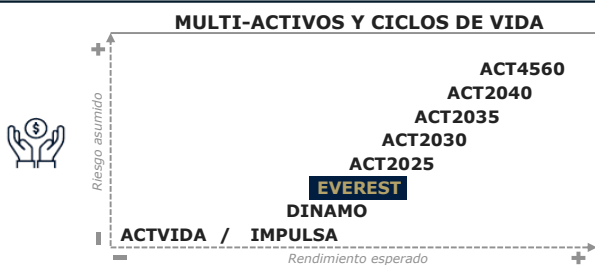 MULTI-ACTIVOS Y CICLOS DE VIDA
Riesgo asumido
ACT4560
ACT2040
ACT2035
ACT2030
ACT2025
EVEREST
DINAMO
ACTVIDA / IMPULSA
Rendimiento esperado